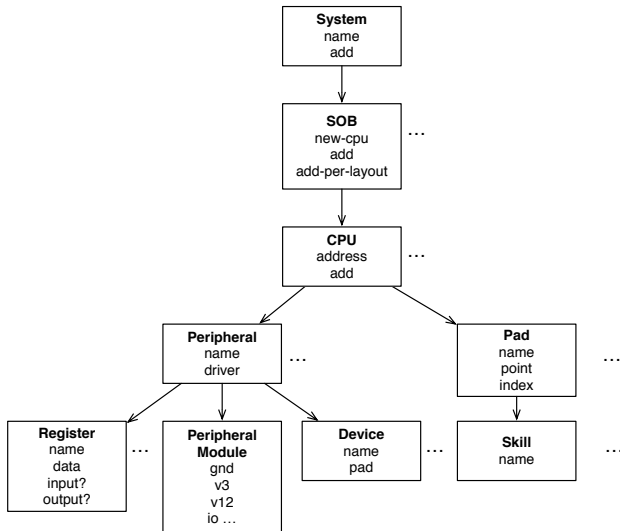 System
name
add
SOB
new-cpu
add
add-per-layout
...
CPU
address
add
...
Peripheral
name
driver
...
Pad
name
point
index
...
Register
name
data
input?
output?
...
Peripheral
Module
gnd
v3
v12
io ...
Device
name
pad
...
Skill
name
...